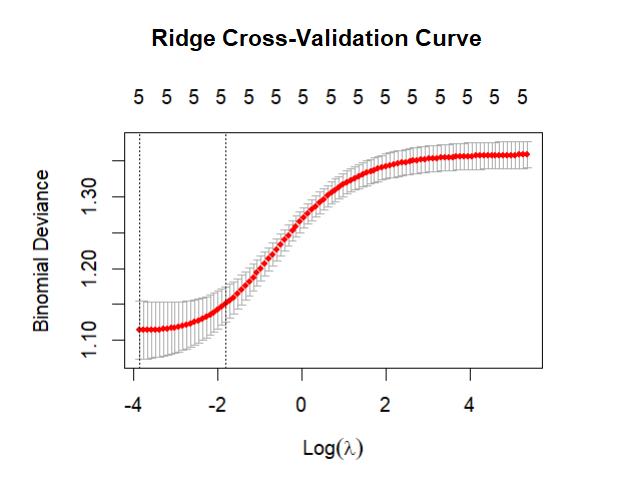 Ridge Cross-Validation Curve
5 5 5 5 5 5 5 5 5 5 5 5 5 5 5
Binomial Deviance
1.30
1.20
1.10
-4 -2 0 2 4
Log(λ)